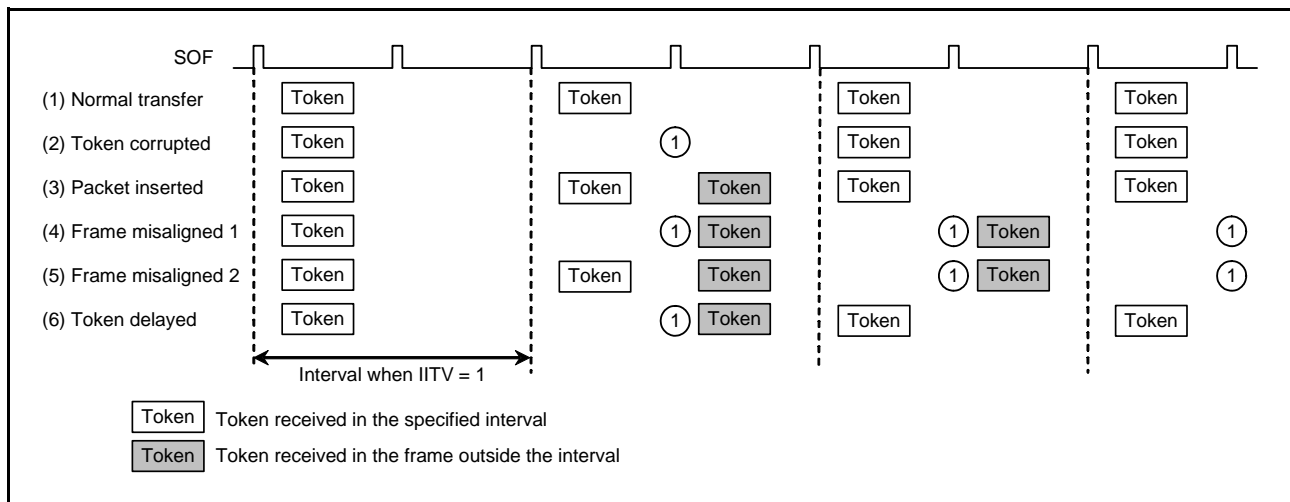 SOF
(1) Normal transfer Token Token Token Token
(2) Token corrupted Token 1 Token Token
(3) Packet inserted Token Token Token Token Token
(4) Frame misaligned 1 Token 1 Token 1 Token 1
(5) Frame misaligned 2 Token Token Token 1 Token 1
(6) Token delayed Token 1 Token Token Token
Interval when IITV = 1
Token Token received in the specified interval
Token Token received in the frame outside the interval